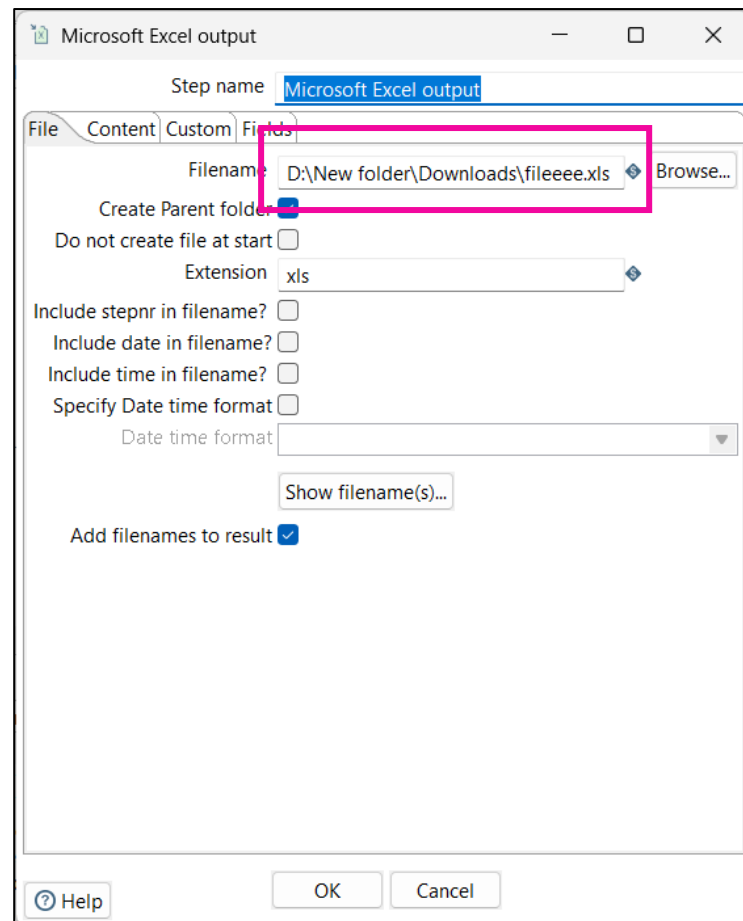 Microsoft Excel output
Step name Microsoft Excel output
File Content Custom Fields
Filename D:\New folder\Downloads\fileeee.xls Browse...
Create Parent folder
Do not create file at start
Extension xls
Include stepnr in filename?
Include date in filename?
Include time in filename?
Specify Date time format
Date time format
Show filename(s)...
Add filenames to result
Help OK Cancel